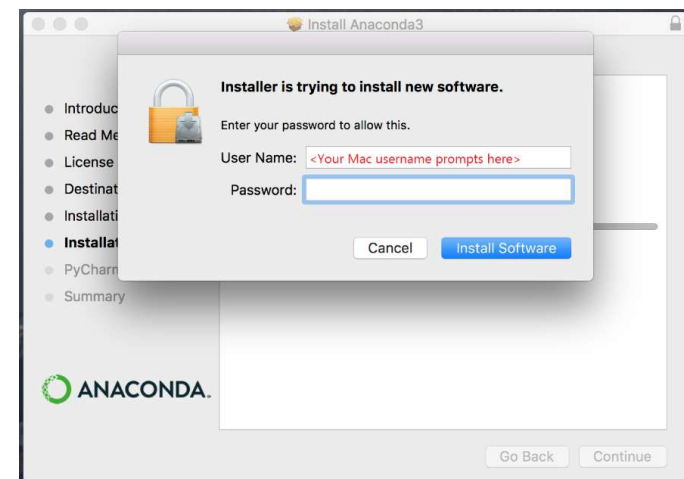 Install Anaconda3
Installer is trying to install new software.
Enter your password to allow this.
User Name: <Your Mac username prompts here>
Password:
Cancel Install Software
Introduc
Read Me
License
Destinat
Installati
Installat
PyCharm
Summary
ANACONDA.
Go Back Continue